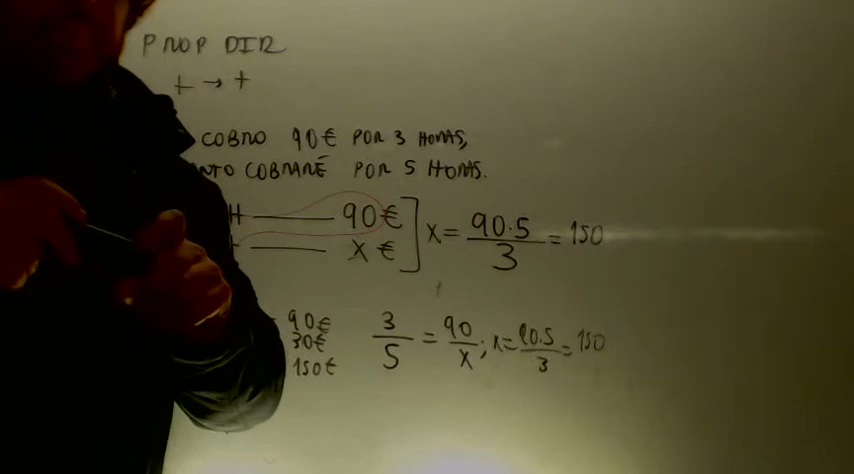 PROP DIR
+ → +
COBRO 90€ POR 3 HORAS,
NTO COBRARÉ POR 5 HORAS.
H —— 90€
—— X €
X = 90·5 / 3 = 150
90€
30€
150€
3/5 = 90/X ; X = 90·5/3 = 150